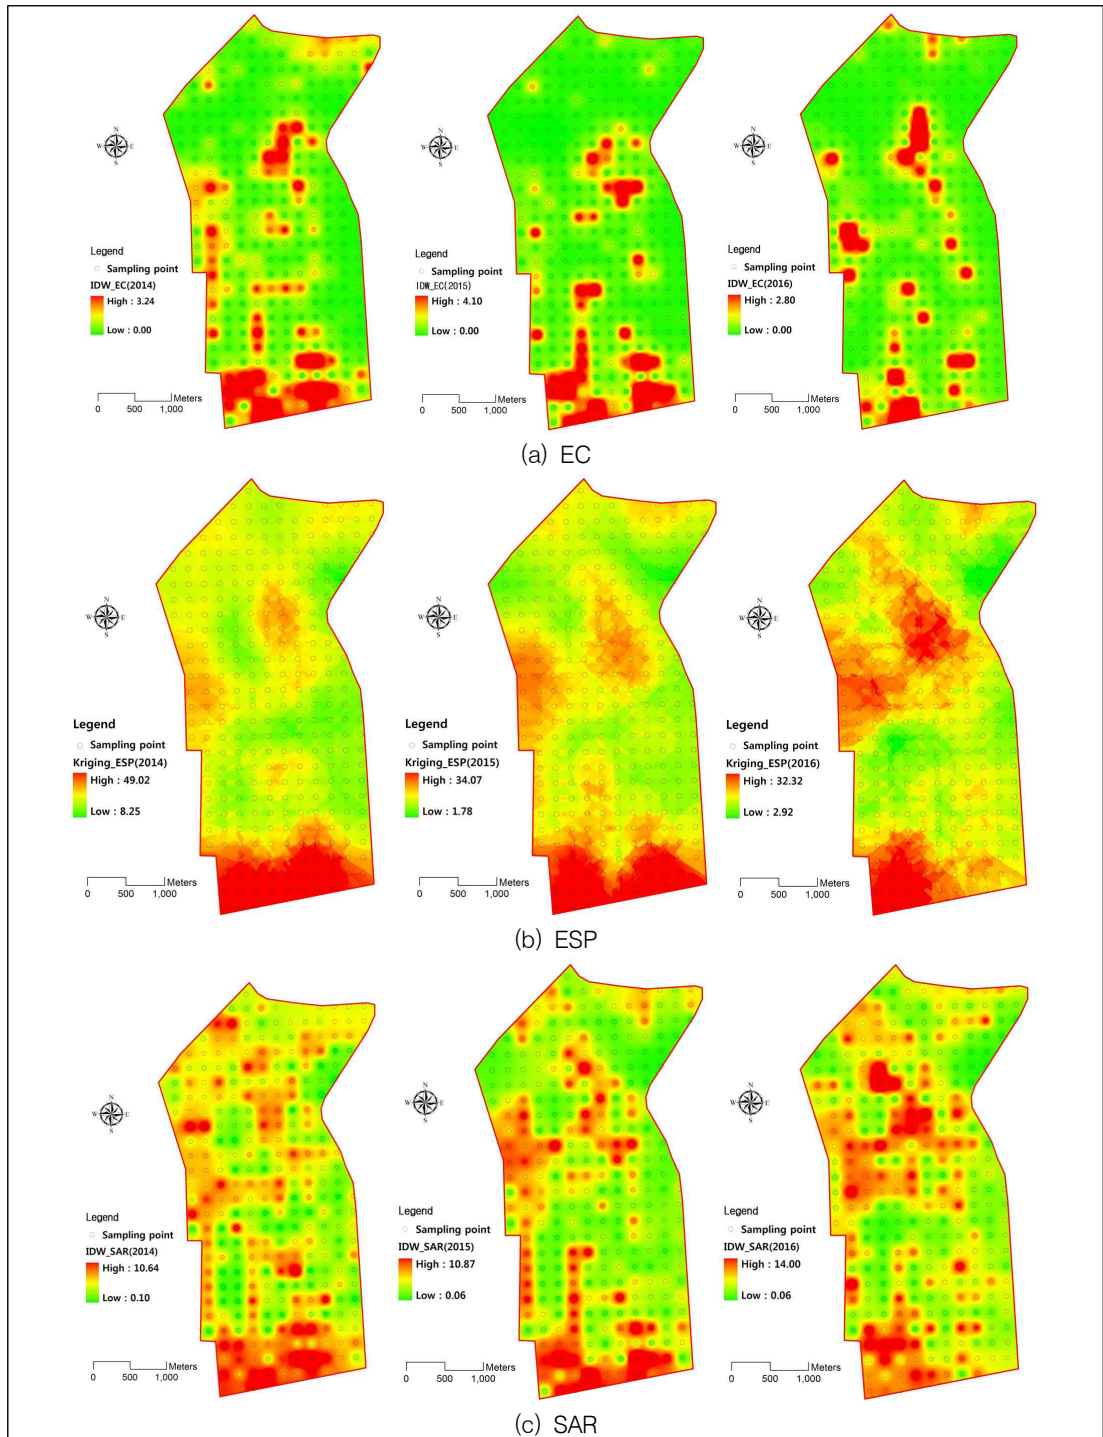 N
W E
S
Legend
Sampling point
IDW_EC(2014)
High : 3.24
Low : 0.00
0 500 1,000 Meters
N
W E
S
Legend
Sampling point
IDW_EC(2015)
High : 4.10
Low : 0.00
0 500 1,000 Meters
N
W E
S
Legend
Sampling point
IDW_EC(2016)
High : 2.80
Low : 0.00
0 500 1,000 Meters
(a) EC
N
W E
S
Legend
Sampling point
Kriging_ESP(2014)
High : 49.02
Low : 8.25
0 500 1,000 Meters
N
W E
S
Legend
Sampling point
Kriging_ESP(2015)
High : 34.07
Low : 1.78
0 500 1,000 Meters
N
W E
S
Legend
Sampling point
Kriging_ESP(2016)
High : 32.32
Low : 2.92
0 500 1,000 Meters
(b) ESP
N
W E
S
Legend
Sampling point
IDW_SAR(2014)
High : 10.64
Low : 0.10
0 500 1,000 Meters
N
W E
S
Legend
Sampling point
IDW_SAR(2015)
High : 10.87
Low : 0.06
0 500 1,000 Meters
N
W E
S
Legend
Sampling point
IDW_SAR(2016)
High : 14.00
Low : 0.06
0 500 1,000 Meters
(c) SAR